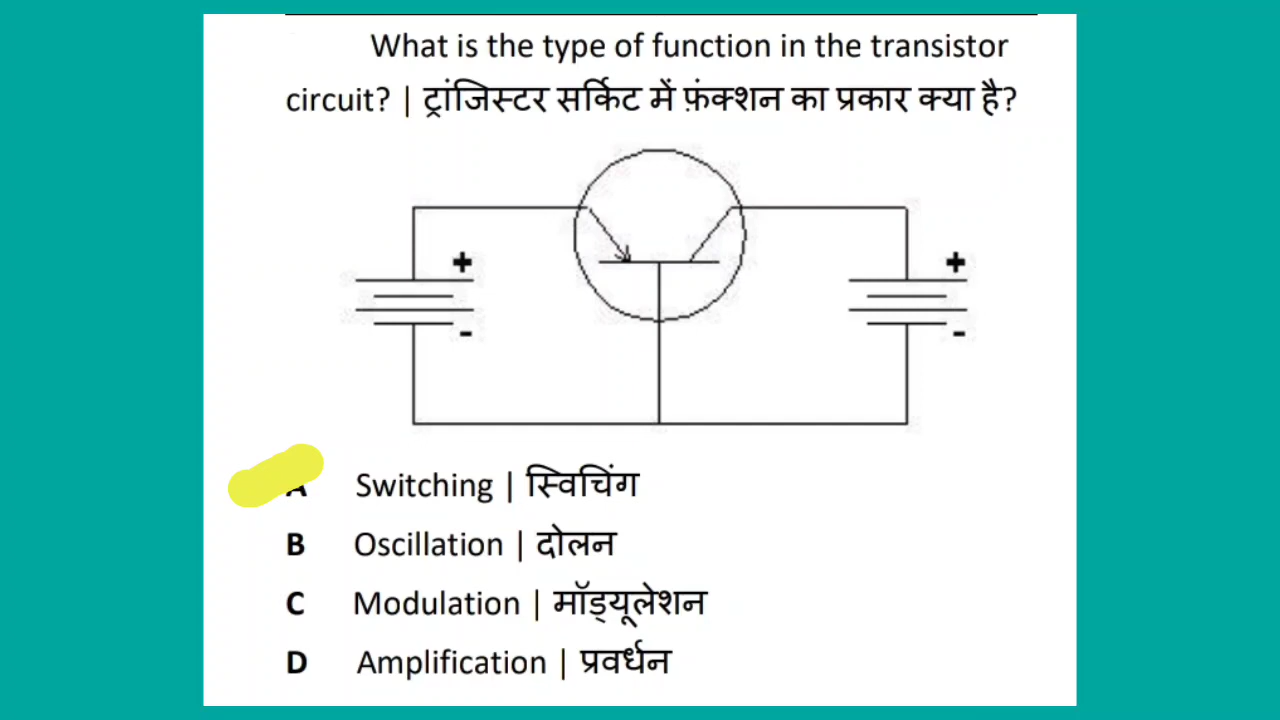 What is the type of function in the transistor
circuit? | ट्रांजिस्टर सर्किट में फ़ंक्शन का प्रकार क्या है?
+ +
- -
A Switching | स्विचिंग
B Oscillation | दोलन
C Modulation | मॉड्यूलेशन
D Amplification | प्रवर्धन